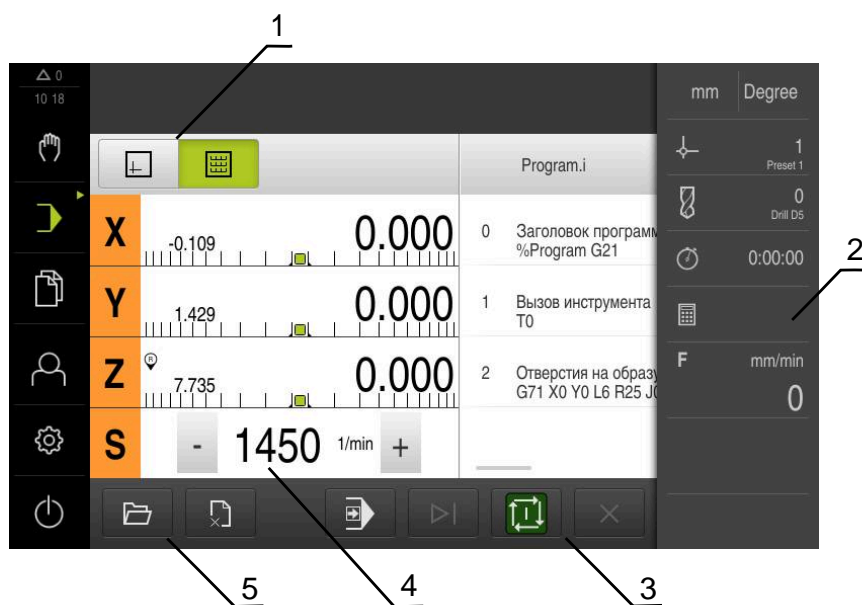 1
0
10 18
mm Degree
1
Preset 1
Program.i
0
Drill D5
X -0.109 0.000
0 Заголовок програм
%Program G21
0:00:00
2
Y 1.429 0.000
1 Вызов инструмента
T0
F mm/min
0
Z R 7.735 0.000
2 Отверстия на образ
G71 X0 Y0 L6 R25 J
S - 1450 1/min +
5 4 3